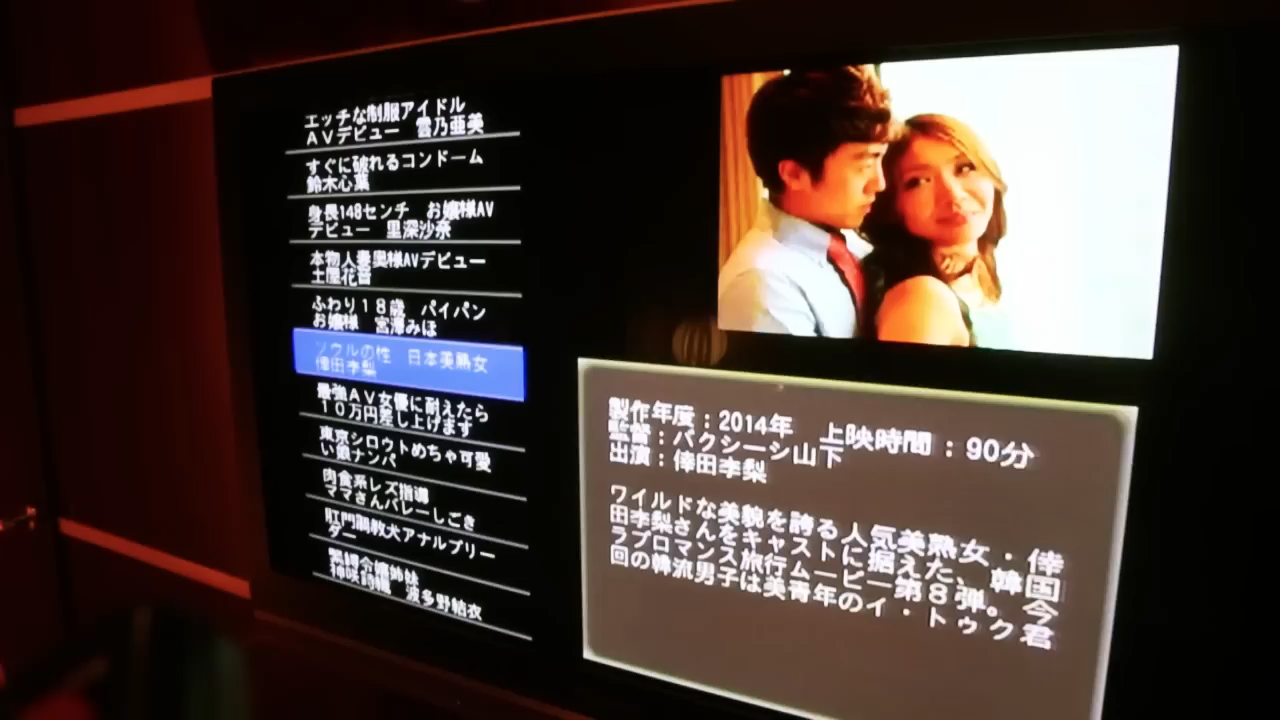 エッチな制服アイドル
AVデビュー 雲乃亜美
すぐに破れるコンドーム
鈴木心葉
身長148センチ お嬢様AV
デビュー 里深沙奈
本物人妻奥様AVデビュー
土屋花音
ふわり18歳 パイパン
お嬢様 宮澤みほ
ソウルの性 日本美熟女
倖田李梨
最強AV女優に耐えたら
10万円差し上げます
東京シロウトめちゃ可愛
い娘ナンパ
肉食系レズ指導
ママさんバレーしごき
肛門調教犬アナルブリー
ダー
緊縛令嬢姉妹
神咲詩織 波多野結衣
製作年度：2014年 上映時間：90分
監督：バクシーシ山下
出演：倖田李梨
ワイルドな美貌を誇る人気美熟女・倖
田李梨さんをキャストに据えた、韓国
ラブロマンス旅行ムービー第8弾。今
回の韓流男子は美青年のイ・トゥク君